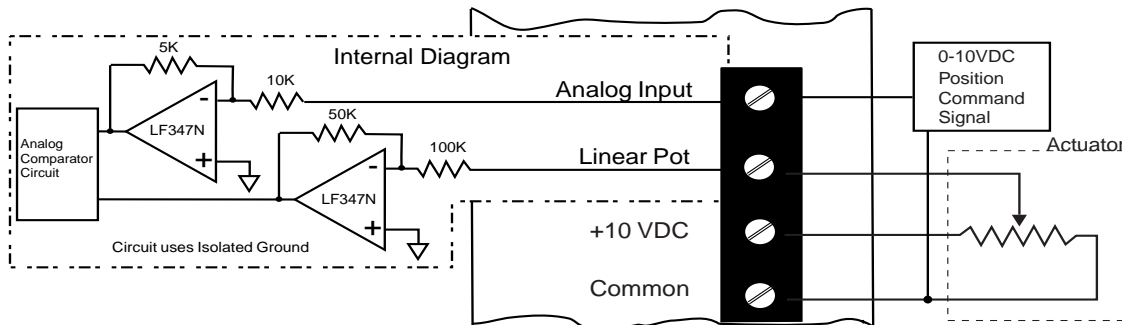 Internal Diagram
5K
10K
-
LF347N
+
50K
100K
-
LF347N
+
Analog
Comparator
Circuit
Circuit uses Isolated Ground
Analog Input
Linear Pot
+10 VDC
Common
0-10VDC
Position
Command
Signal
Actuator